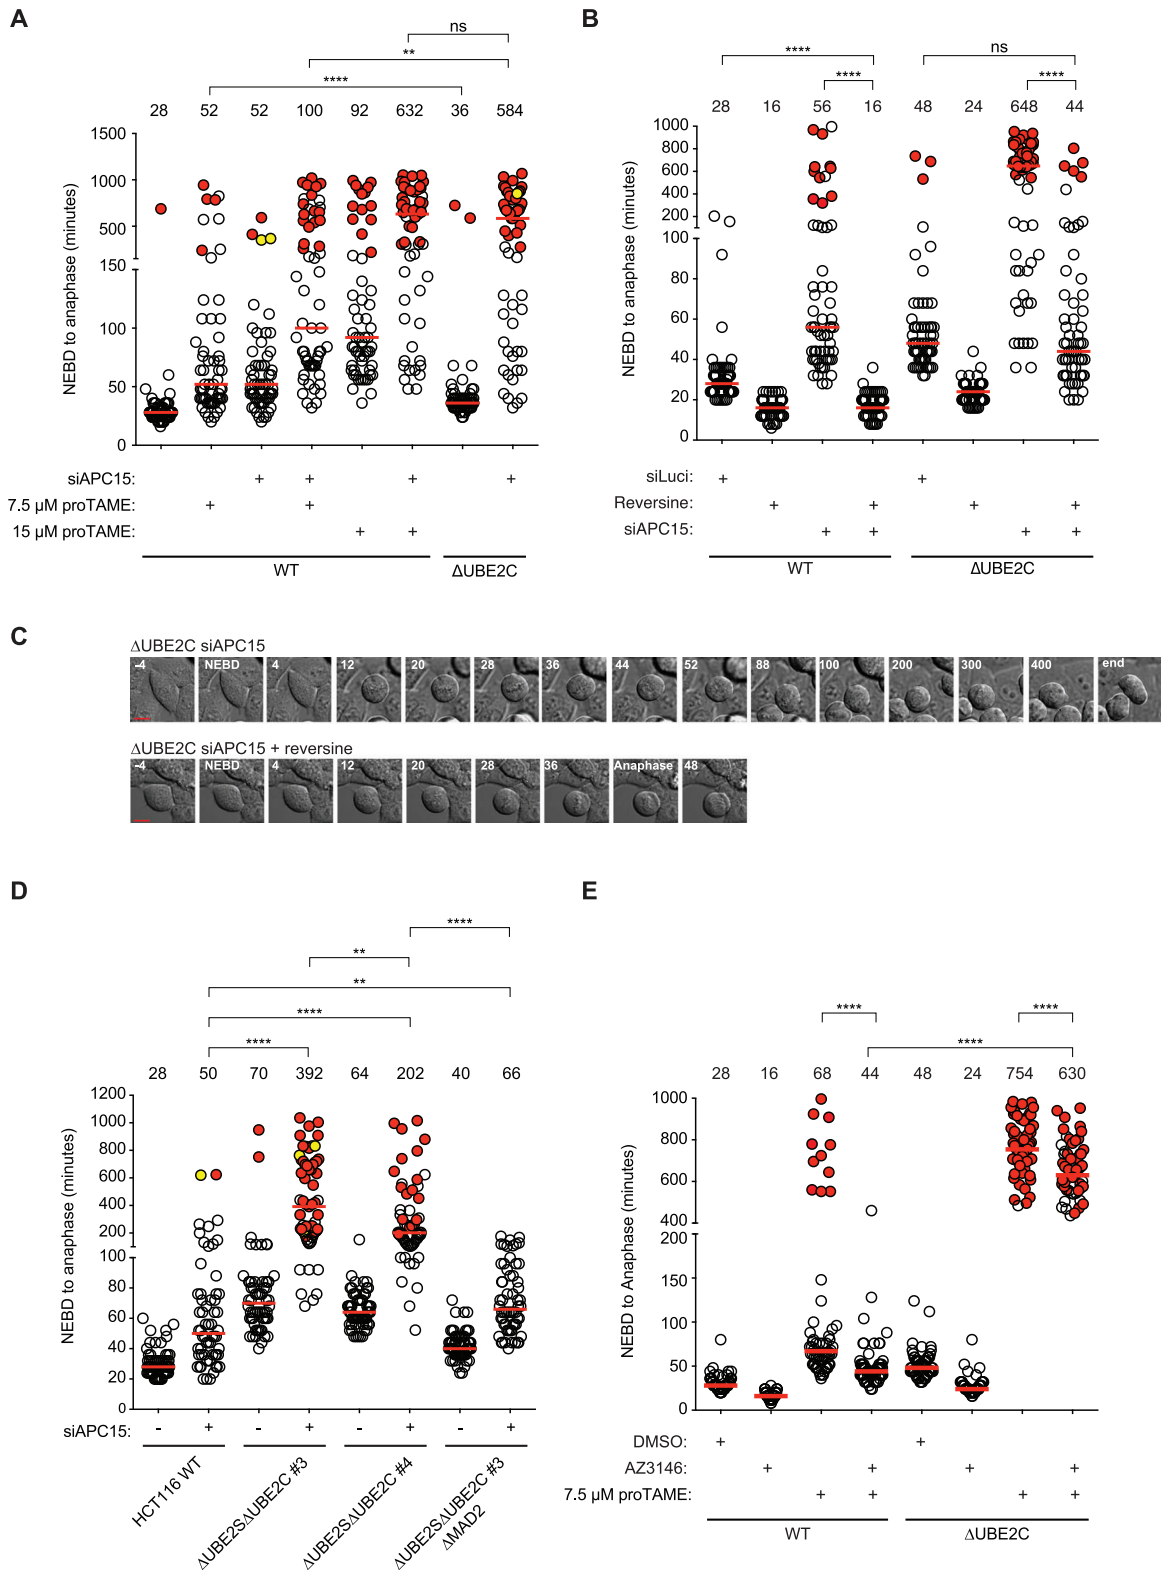 A
ns
**
****
28 52 52 100 92 632 36 584
NEBD to anaphase (minutes)
1500
1000
500
150
100
50
0
siAPC15: + + + +
7.5 µM proTAME: + +
15 µM proTAME: + +
WT ΔUBE2C
B
**** ns
**** ****
28 16 56 16 48 24 648 44
NEBD to anaphase (minutes)
1000
800
600
400
200
100
80
60
40
20
0
siLuci: + +
Reversine: + + + +
siAPC15: + + + +
WT ΔUBE2C
C
ΔUBE2C siAPC15
–4 NEBD 4 12 20 28 36 44 52 88 100 200 300 400 end
ΔUBE2C siAPC15 + reversine
–4 NEBD 4 12 20 28 36 Anaphase 48
D
****
**
**
****
****
28 50 70 392 64 202 40 66
NEBD to anaphase (minutes)
1200
1000
800
600
400
200
100
80
60
40
20
0
siAPC15: - + - + - + - +
HCT116 WT
ΔUBE2SΔUBE2C #3
ΔUBE2SΔUBE2C #4
ΔUBE2SΔUBE2C #3
ΔMAD2
E
**** ****
****
28 16 68 44 48 24 754 630
NEBD to Anaphase (minutes)
1000
800
600
400
200
150
100
50
0
DMSO: + +
AZ3146: + + + +
7.5 µM proTAME: + + + +
WT ΔUBE2C